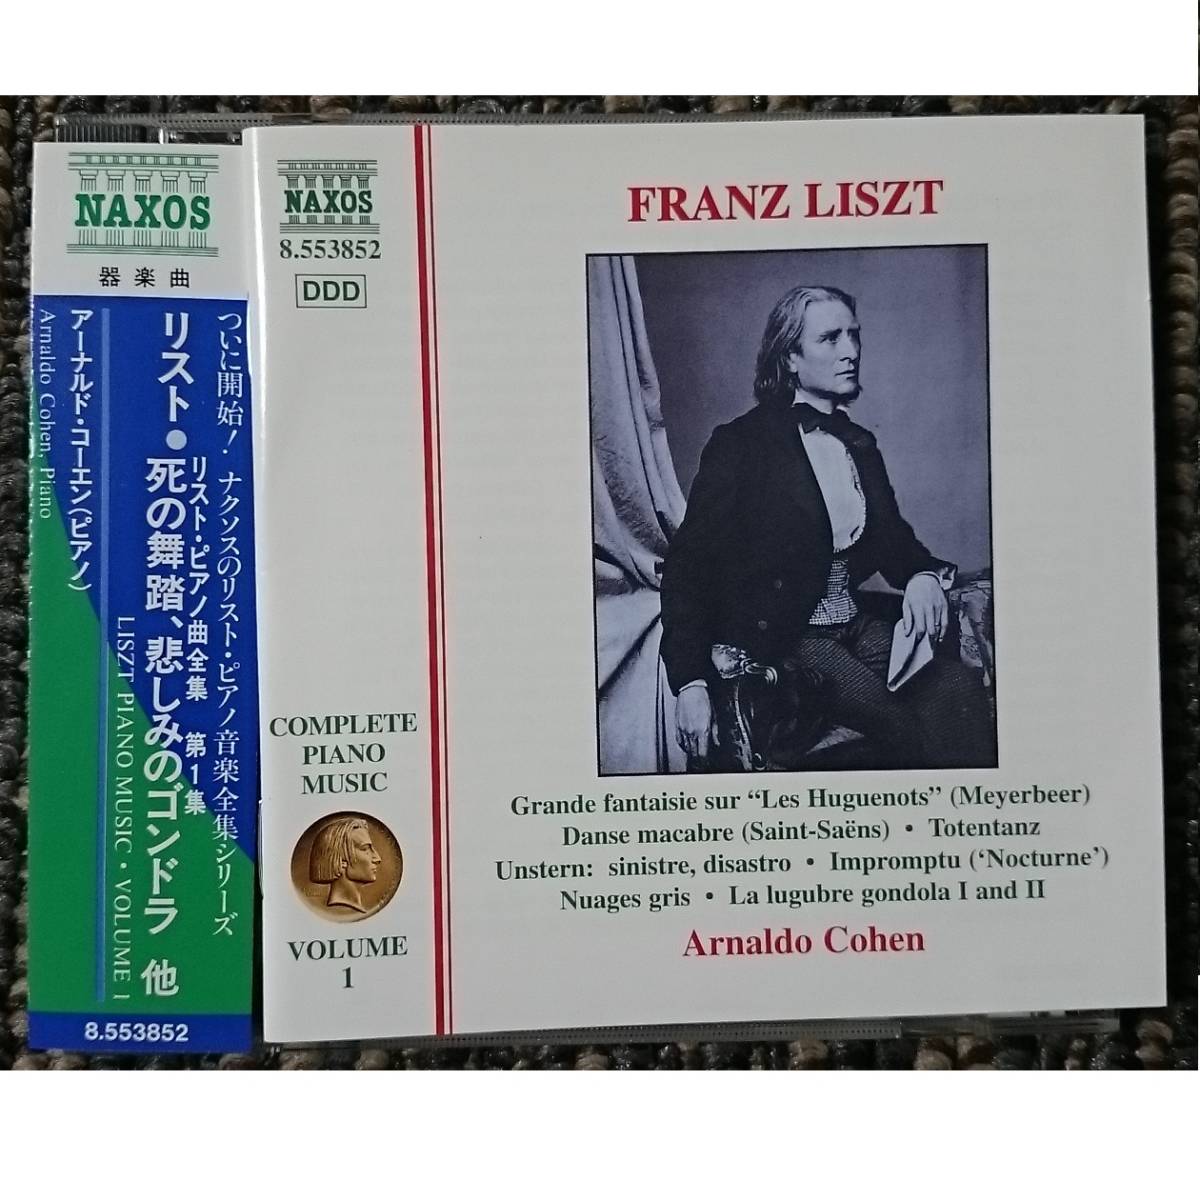 NAXOS
器楽曲
ついに開始！ナクソスのリスト・ピアノ音楽全集シリーズ
リスト・ピアノ曲全集 第1集
リスト●死の舞踏、悲しみのゴンドラ 他
LISZT PIANO MUSIC・VOLUME 1
アーナルド・コーエン(ピアノ)
Arnaldo Cohen, Piano
8.553852
NAXOS
8.553852
DDD
COMPLETE
PIANO
MUSIC
VOLUME
1
FRANZ LISZT
Grande fantaisie sur “Les Huguenots” (Meyerbeer)
Danse macabre (Saint-Saëns) • Totentanz
Unstern: sinistre, disastro • Impromptu (‘Nocturne’)
Nuages gris • La lugubre gondola I and II
Arnaldo Cohen